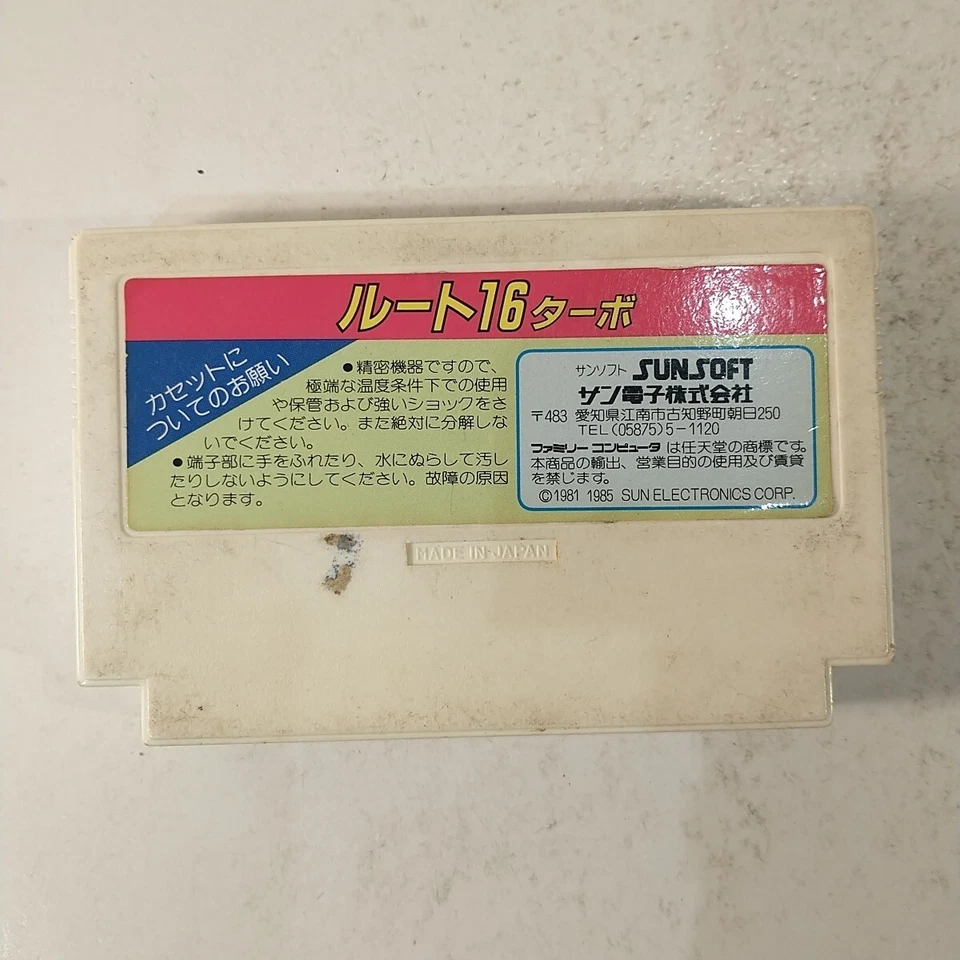 ルート16ターボ
カセットに
ついてのお願い
●精密機器ですので、
極端な温度条件下での使用
や保管および強いショックをさ
けてください。また絶対に分解しな
いでください。
●端子部に手をふれたり、水にぬらして汚し
たりしないようにしてください。故障の原因
となります。
サンソフト SUNSOFT
サン電子株式会社
〒483 愛知県江南市古知野町朝日250
TEL(05875)5-1120
ファミリーコンピュータは任天堂の商標です。
本商品の輸出、営業目的の使用及び賃貸
を禁じます。
©1981 1985 SUN ELECTRONICS CORP.
MADE IN JAPAN